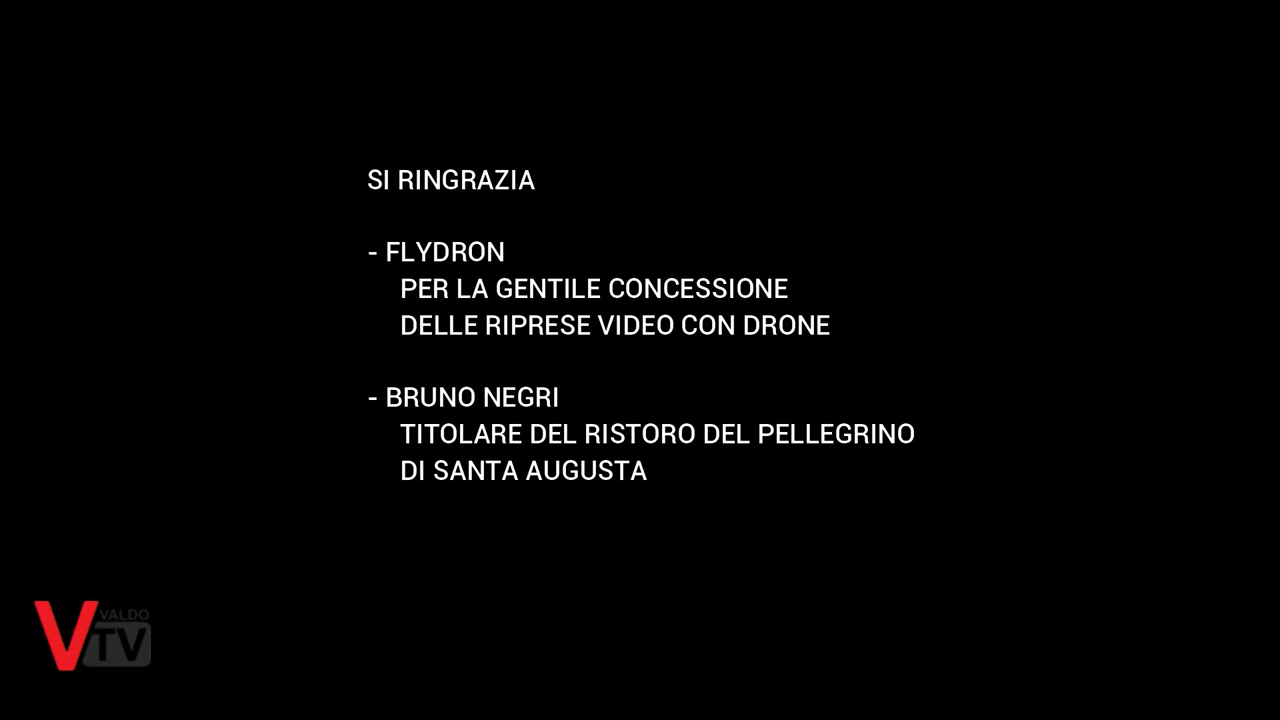 SI RINGRAZIA
- FLYDRON
PER LA GENTILE CONCESSIONE
DELLE RIPRESE VIDEO CON DRONE
- BRUNO NEGRI
TITOLARE DEL RISTORO DEL PELLEGRINO
DI SANTA AUGUSTA
V VALDO
TV